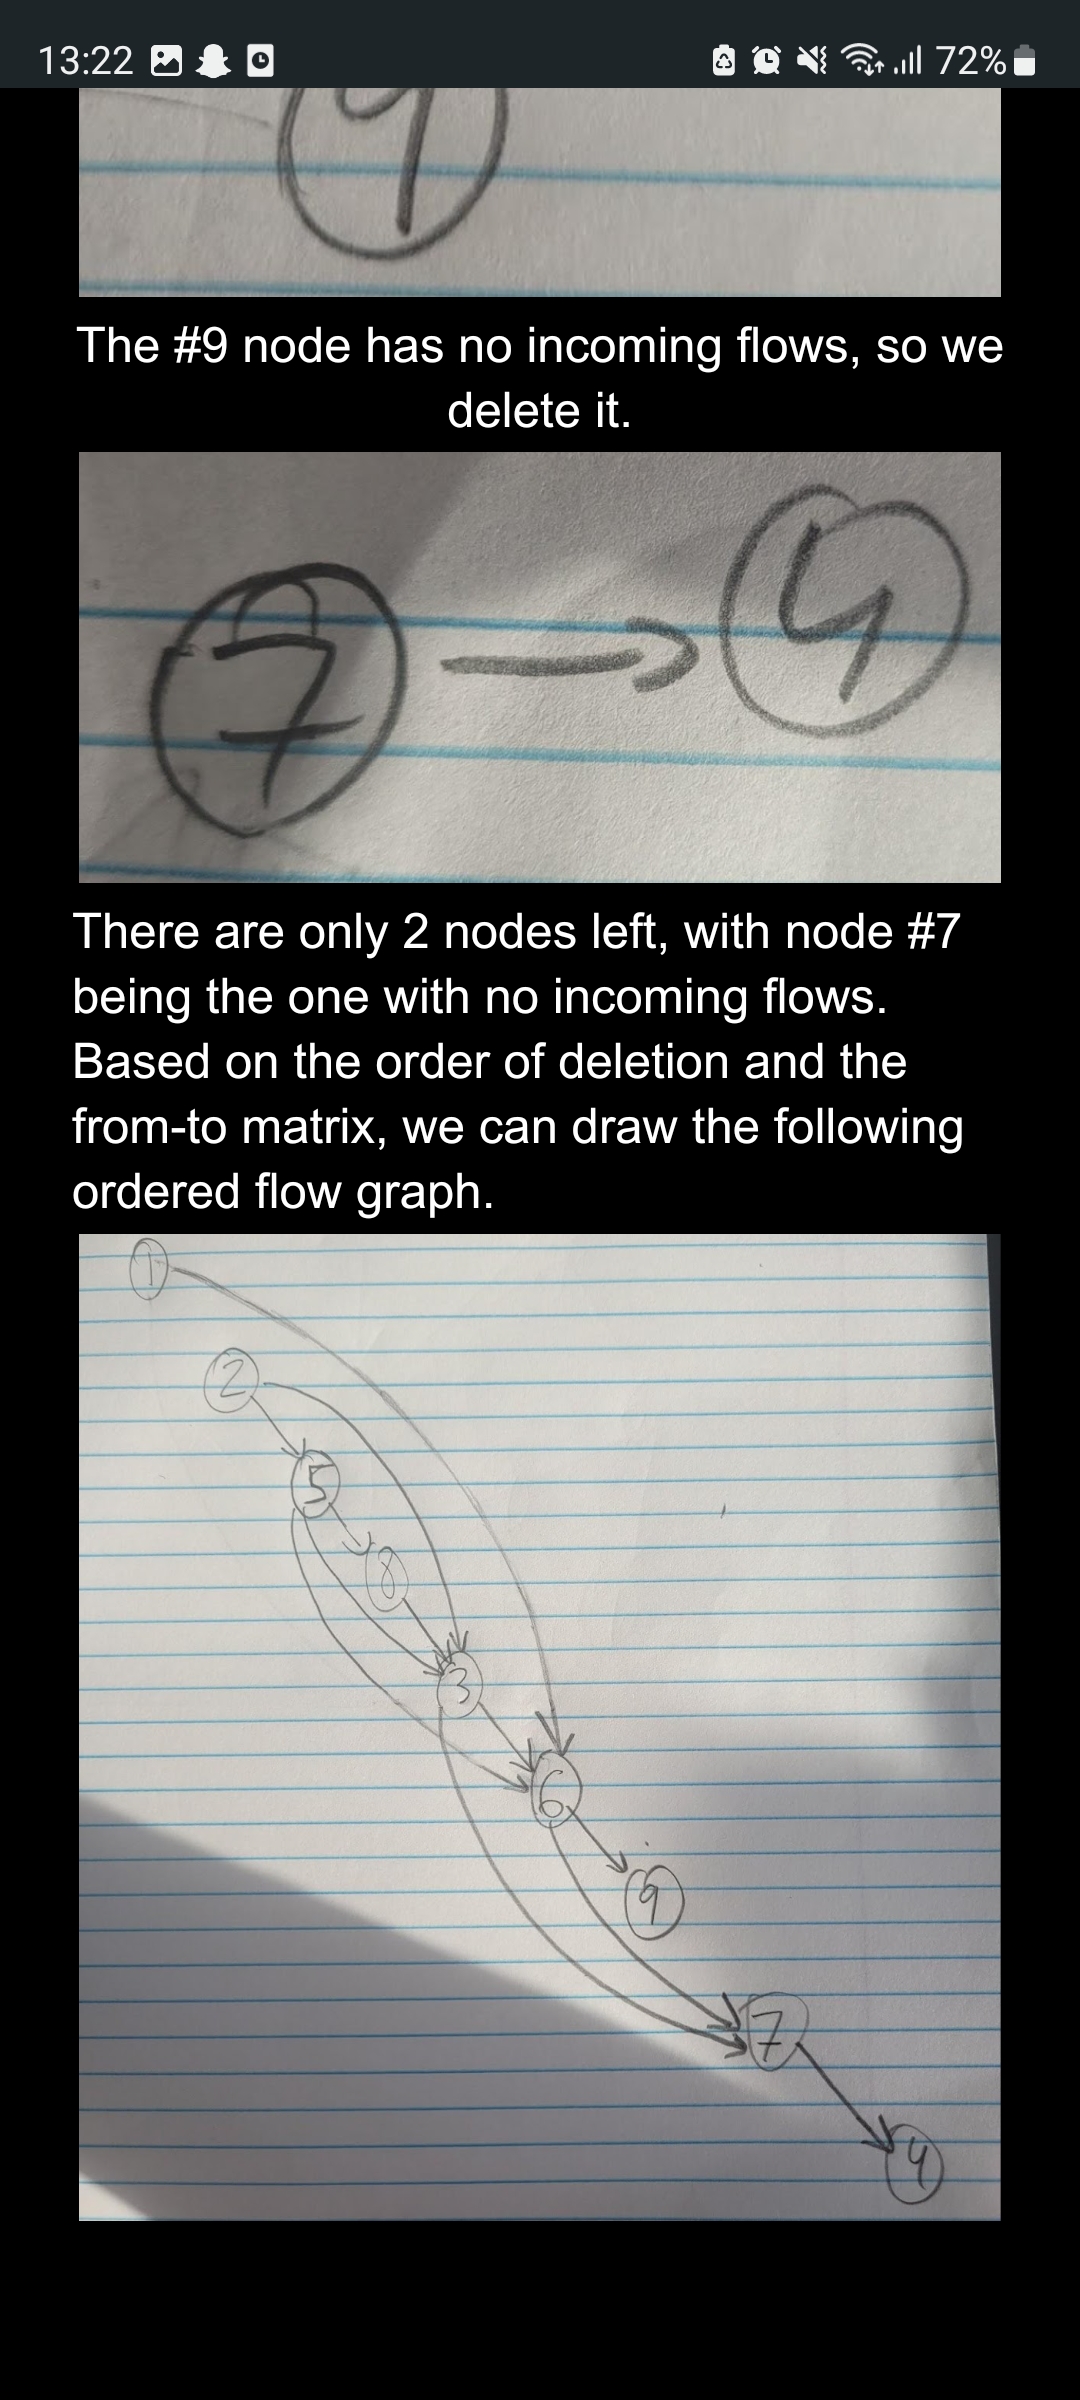 13:22 72%
9
The #9 node has no incoming flows, so we
delete it.
7 4
There are only 2 nodes left, with node #7
being the one with no incoming flows.
Based on the order of deletion and the
from-to matrix, we can draw the following
ordered flow graph.
1
2
5
8
3
6
9
7
4